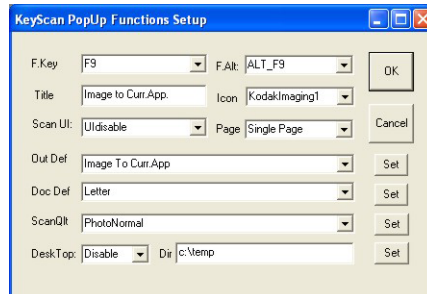 KeyScan PopUp Functions Setup
F.Key F9 F.Alt: ALT_F9 OK
Title Image to Curr.App. Icon KodakImaging1
Scan UI: UIdisable Page Single Page Cancel
Out Def Image To Curr.App Set
Doc Def Letter Set
ScanQlt PhotoNormal Set
DeskTop: Disable Dir c:\temp Set